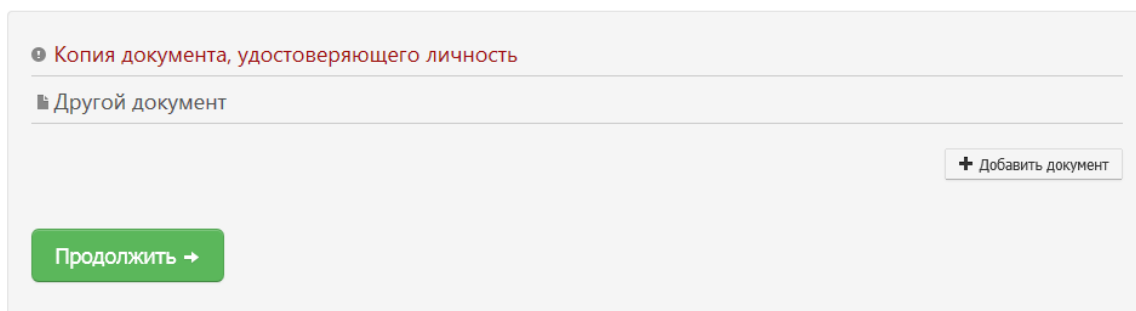 Копия документа, удостоверяющего личность
Другой документ
Добавить документ
Продолжить →